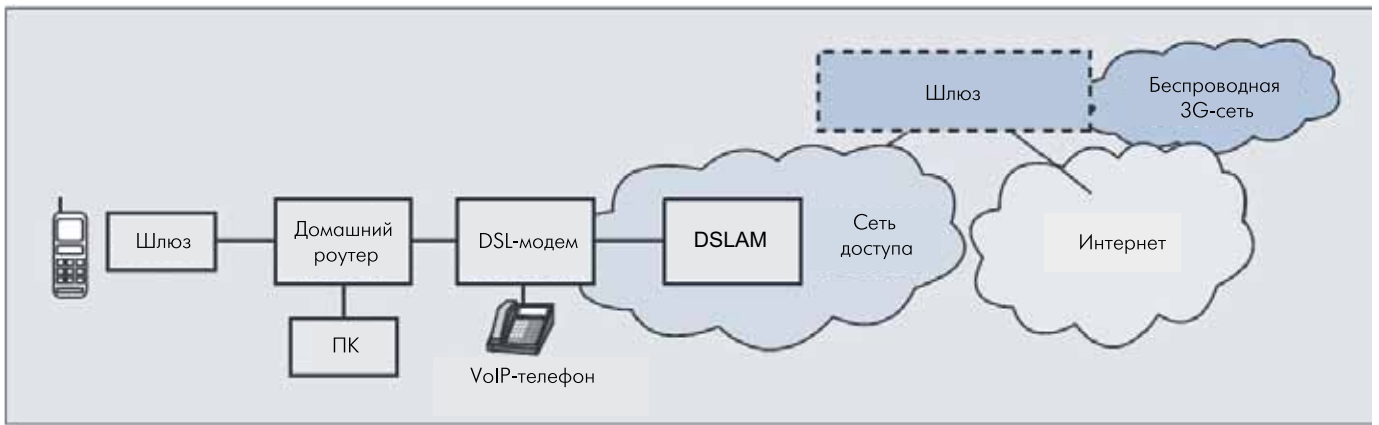 Шлюз
Беспроводная
3G-сеть
Шлюз
Домашний
роутер
DSL-модем
DSLAM
Сеть
доступа
Интернет
ПК
VoIP-телефон